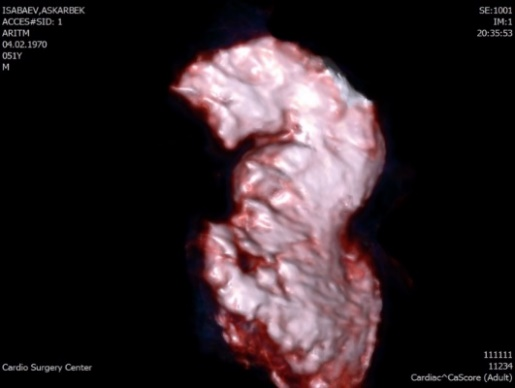 ISABAEV,ASKARBEK
ACCES#SID: 1
ARITM
04.02.1970
051Y
M
SE:1001
IM:1
20:35:53
Cardio Surgery Center
111111
11234
Cardiac^CaScore (Adult)